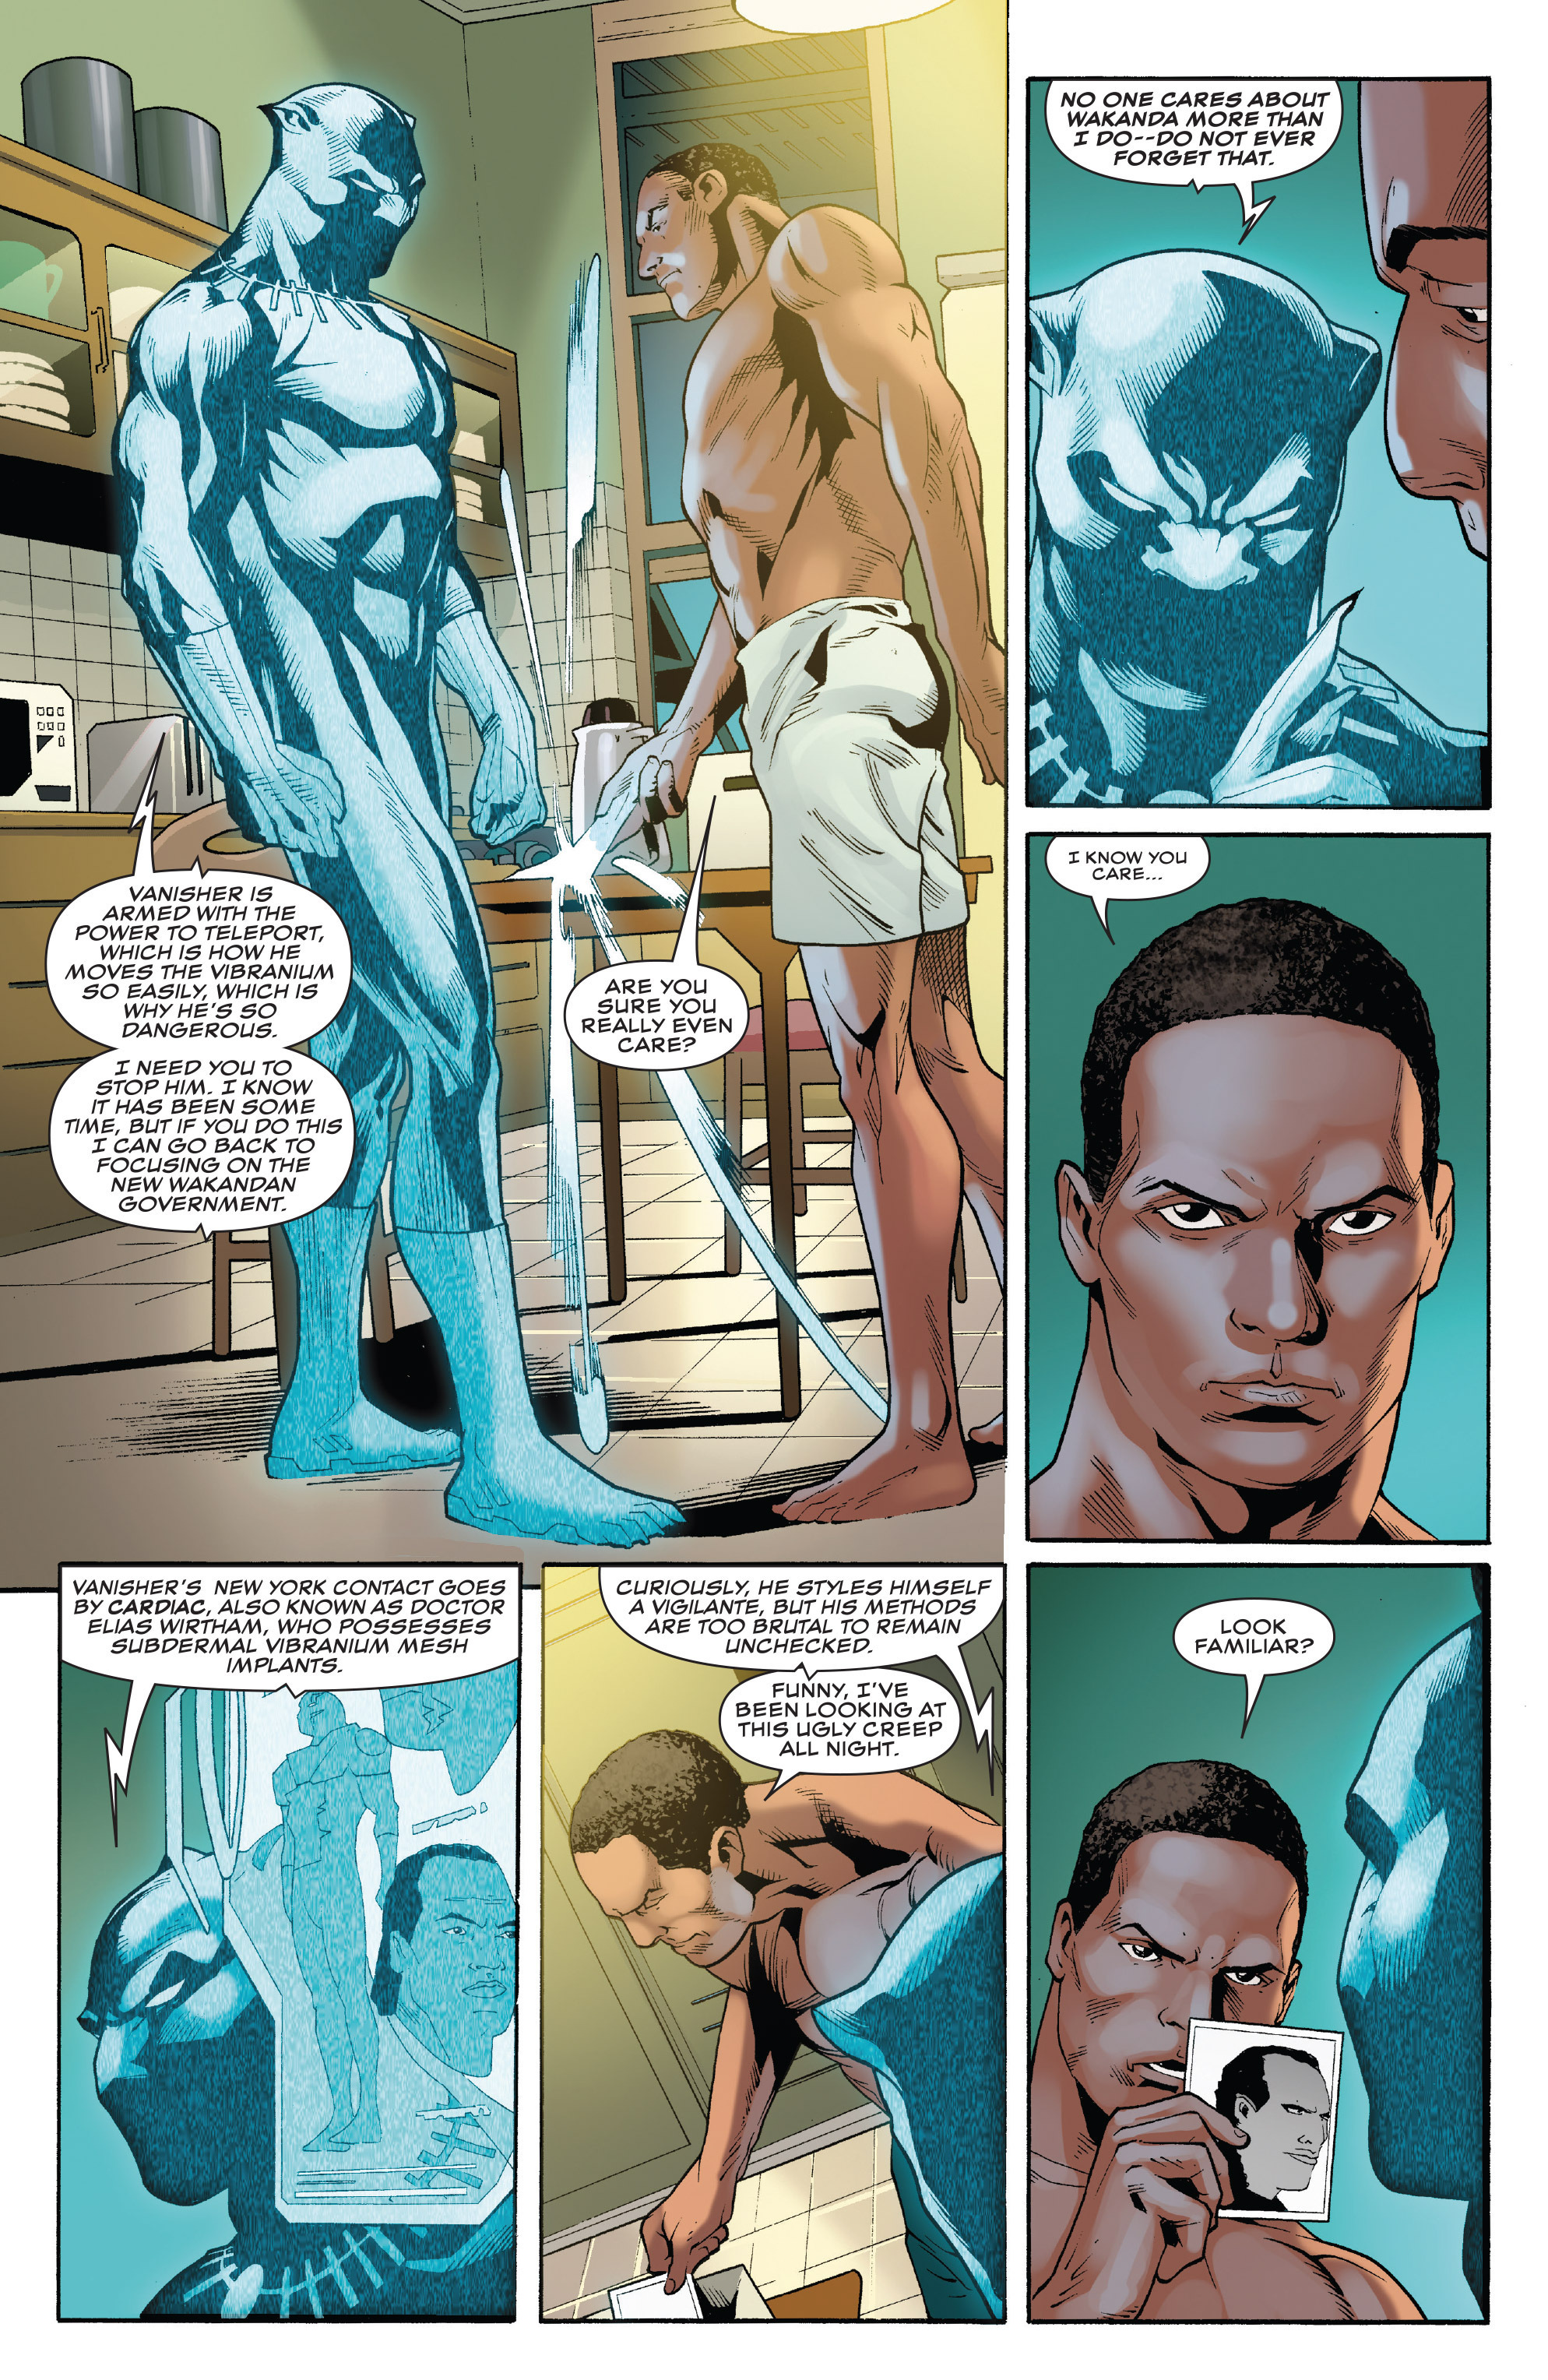 VANISHER IS
ARMED WITH THE
POWER TO TELEPORT,
WHICH IS HOW HE
MOVES THE VIBRANIUM
SO EASILY, WHICH IS
WHY HE'S SO
DANGEROUS.
I NEED YOU TO
STOP HIM. I KNOW
IT HAS BEEN SOME
TIME, BUT IF YOU DO THIS
I CAN GO BACK TO
FOCUSING ON THE
NEW WAKANDAN
GOVERNMENT.
ARE YOU
SURE YOU
REALLY EVEN
CARE?
NO ONE CARES ABOUT
WAKANDA MORE THAN
I DO--DO NOT EVER
FORGET THAT.
I KNOW YOU
CARE...
VANISHER'S NEW YORK CONTACT GOES
BY CARDIAC, ALSO KNOWN AS DOCTOR
ELIAS WIRTHAM, WHO POSSESSES
SUBDERMAL VIBRANIUM MESH
IMPLANTS.
CURIOUSLY, HE STYLES HIMSELF
A VIGILANTE, BUT HIS METHODS
ARE TOO BRUTAL TO REMAIN
UNCHECKED.
FUNNY, I'VE
BEEN LOOKING AT
THIS UGLY CREEP
ALL NIGHT.
LOOK
FAMILIAR?